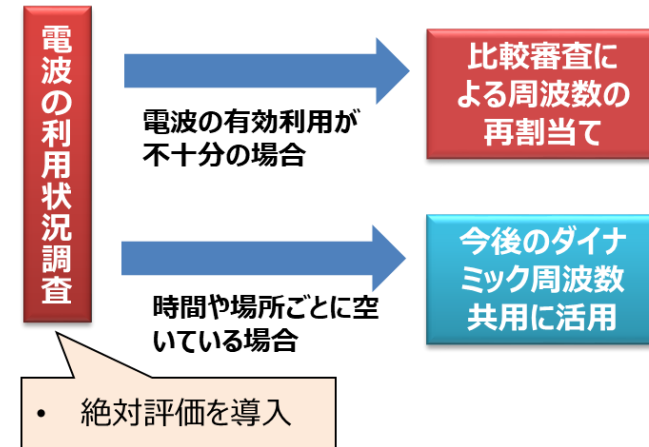 電波の利用状況調査
電波の有効利用が
不十分の場合
比較審査に
よる周波数の
再割当て
時間や場所ごとに空
いている場合
今後のダイナ
ミック周波数
共用に活用
• 絶対評価を導入